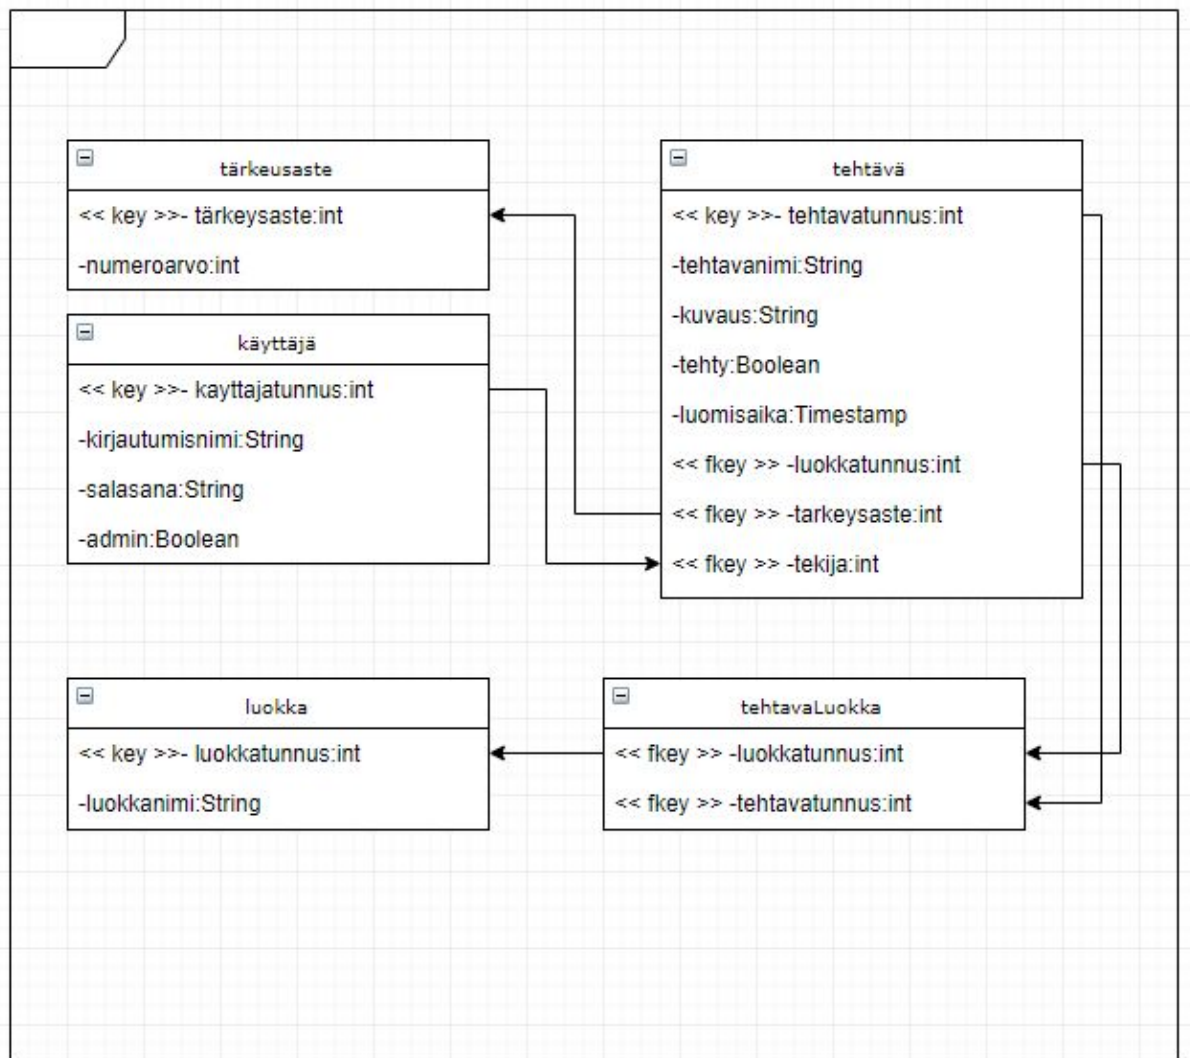 tärkeusaste
<< key >>- tärkeysaste:int
-numeroarvo:int
käyttäjä
<< key >>- kayttajatunnus:int
-kirjautumisnimi:String
-salasana:String
-admin:Boolean
tehtävä
<< key >>- tehtavatunnus:int
-tehtavanimi:String
-kuvaus:String
-tehty:Boolean
-luomisaika:Timestamp
<< fkey >> -luokkatunnus:int
<< fkey >> -tarkeysaste:int
<< fkey >> -tekija:int
luokka
<< key >>- luokkatunnus:int
-luokkanimi:String
tehtavaLuokka
<< fkey >> -luokkatunnus:int
<< fkey >> -tehtavatunnus:int